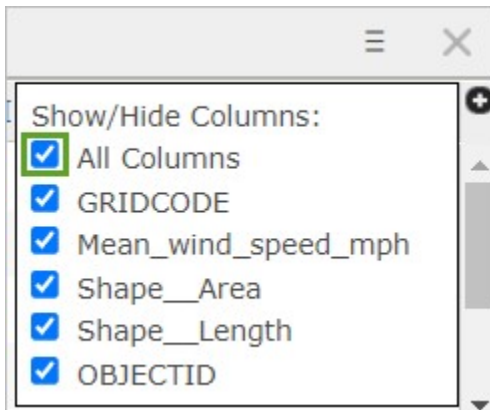 Show/Hide Columns:
All Columns
GRIDCODE
Mean_wind_speed_mph
Shape__Area
Shape__Length
OBJECTID